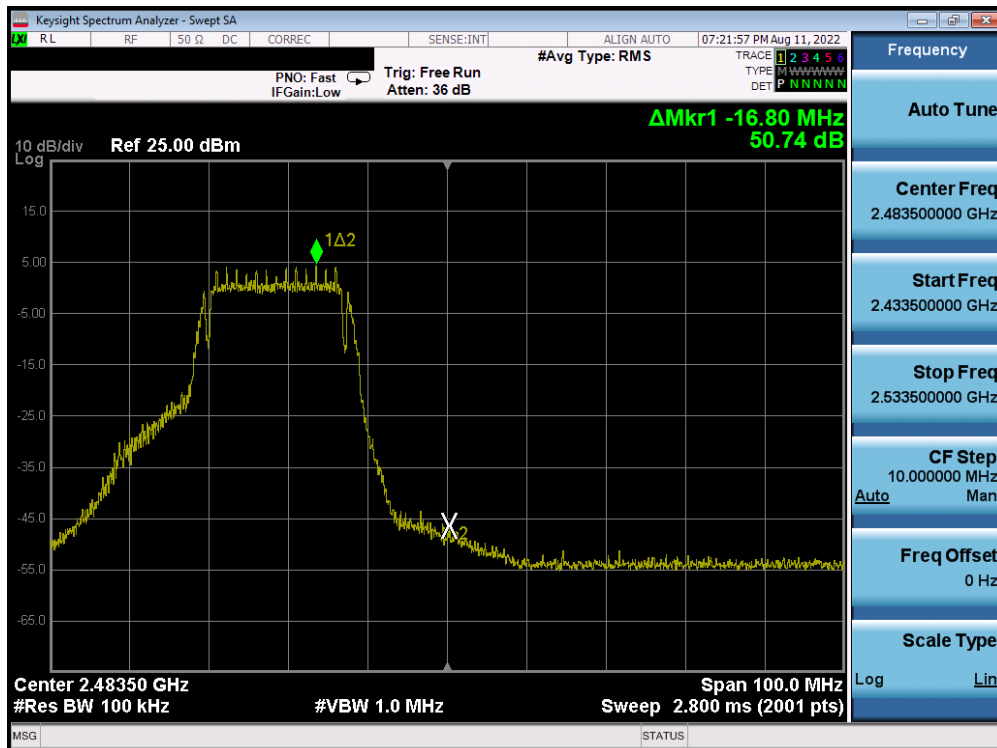 Keysight Spectrum Analyzer - Swept SA
LXI RL RF 50 Ω DC CORREC SENSE:INT ALIGN AUTO 07:21:57 PM Aug 11, 2022
PNO: Fast
IFGain:Low
Trig: Free Run
Atten: 36 dB
#Avg Type: RMS
TRACE 1 2 3 4 5 6
TYPE M WWWWW
DET P N N N N N
ΔMkr1 -16.80 MHz
50.74 dB
10 dB/div Ref 25.00 dBm
Log
15.0
5.00
-5.00
-15.0
-25.0
-35.0
-45.0
-55.0
-65.0
1Δ2
X2
Center 2.48350 GHz Span 100.0 MHz
#Res BW 100 kHz #VBW 1.0 MHz Sweep 2.800 ms (2001 pts)
MSG STATUS
Frequency
Auto Tune
Center Freq
2.483500000 GHz
Start Freq
2.433500000 GHz
Stop Freq
2.533500000 GHz
CF Step
10.000000 MHz
Auto Man
Freq Offset
0 Hz
Scale Type
Log Lin